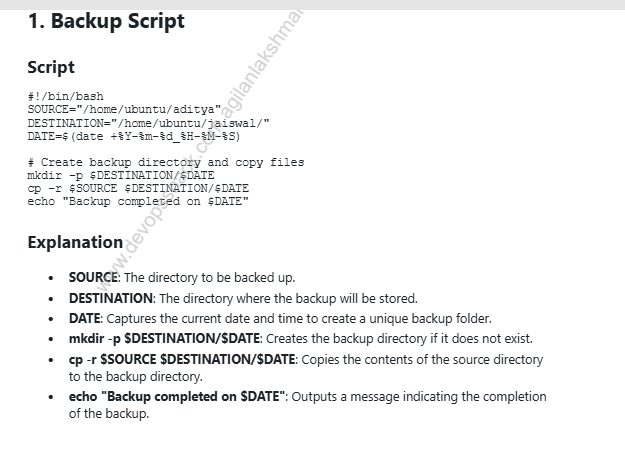 1. Backup Script
Script
#!/bin/bash
SOURCE="/home/ubuntu/aditya"
DESTINATION="/home/ubuntu/jaiswal/"
DATE=$(date +%Y-%m-%d_%H-%M-%S)
# Create backup directory and copy files
mkdir -p $DESTINATION/$DATE
cp -r $SOURCE $DESTINATION/$DATE
echo "Backup completed on $DATE"
Explanation
• SOURCE: The directory to be backed up.
• DESTINATION: The directory where the backup will be stored.
• DATE: Captures the current date and time to create a unique backup folder.
• mkdir -p $DESTINATION/$DATE: Creates the backup directory if it does not exist.
• cp -r $SOURCE $DESTINATION/$DATE: Copies the contents of the source directory
to the backup directory.
• echo "Backup completed on $DATE": Outputs a message indicating the completion
of the backup.